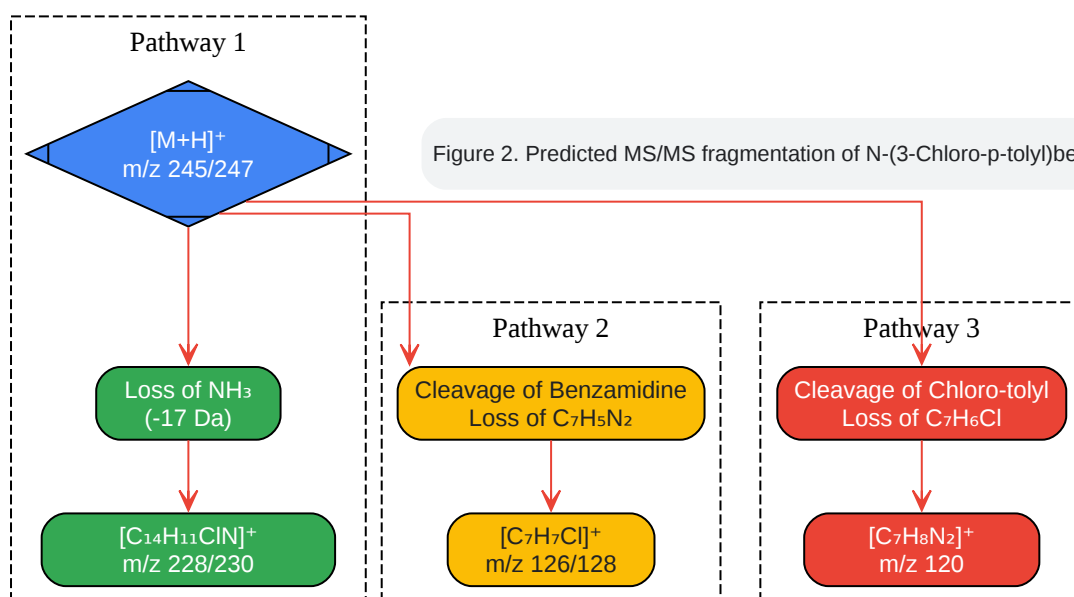 Pathway 1
[M+H]⁺
m/z 245/247
Figure 2. Predicted MS/MS fragmentation of N-(3-Chloro-p-tolyl)be
Pathway 2
Pathway 3
Loss of NH₃
(-17 Da)
Cleavage of Benzamidine
Loss of C₇H₅N₂
Cleavage of Chloro-tolyl
Loss of C₇H₆Cl
[C₁₄H₁₁ClN]⁺
m/z 228/230
[C₇H₇Cl]⁺
m/z 126/128
[C₇H₈N₂]⁺
m/z 120